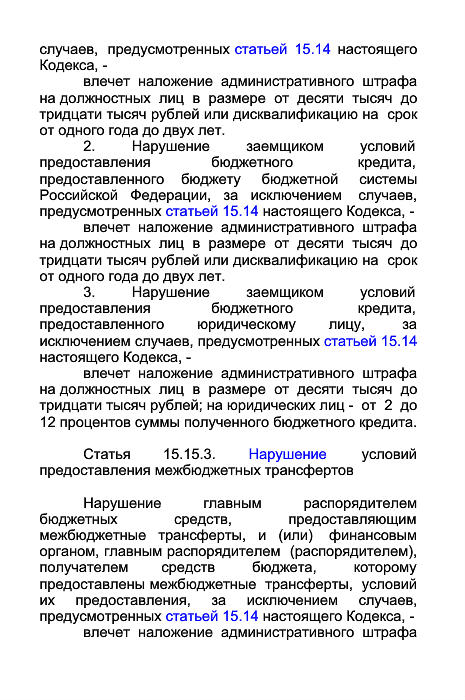 случаев, предусмотренных статьей 15.14 настоящего
Кодекса, -
влечет наложение административного штрафа
на должностных лиц в размере от десяти тысяч до
тридцати тысяч рублей или дисквалификацию на срок
от одного года до двух лет.
2. Нарушение заемщиком условий
предоставления бюджетного кредита,
предоставленного бюджету бюджетной системы
Российской Федерации, за исключением случаев,
предусмотренных статьей 15.14 настоящего Кодекса, -
влечет наложение административного штрафа
на должностных лиц в размере от десяти тысяч до
тридцати тысяч рублей или дисквалификацию на срок
от одного года до двух лет.
3. Нарушение заемщиком условий
предоставления бюджетного кредита,
предоставленного юридическому лицу, за
исключением случаев, предусмотренных статьей 15.14
настоящего Кодекса, -
влечет наложение административного штрафа
на должностных лиц в размере от десяти тысяч до
тридцати тысяч рублей; на юридических лиц - от 2 до
12 процентов суммы полученного бюджетного кредита.
Статья 15.15.3. Нарушение условий
предоставления межбюджетных трансфертов
Нарушение главным распорядителем
бюджетных средств, предоставляющим
межбюджетные трансферты, и (или) финансовым
органом, главным распорядителем (распорядителем),
получателем средств бюджета, которому
предоставлены межбюджетные трансферты, условий
их предоставления, за исключением случаев,
предусмотренных статьей 15.14 настоящего Кодекса, -
влечет наложение административного штрафа